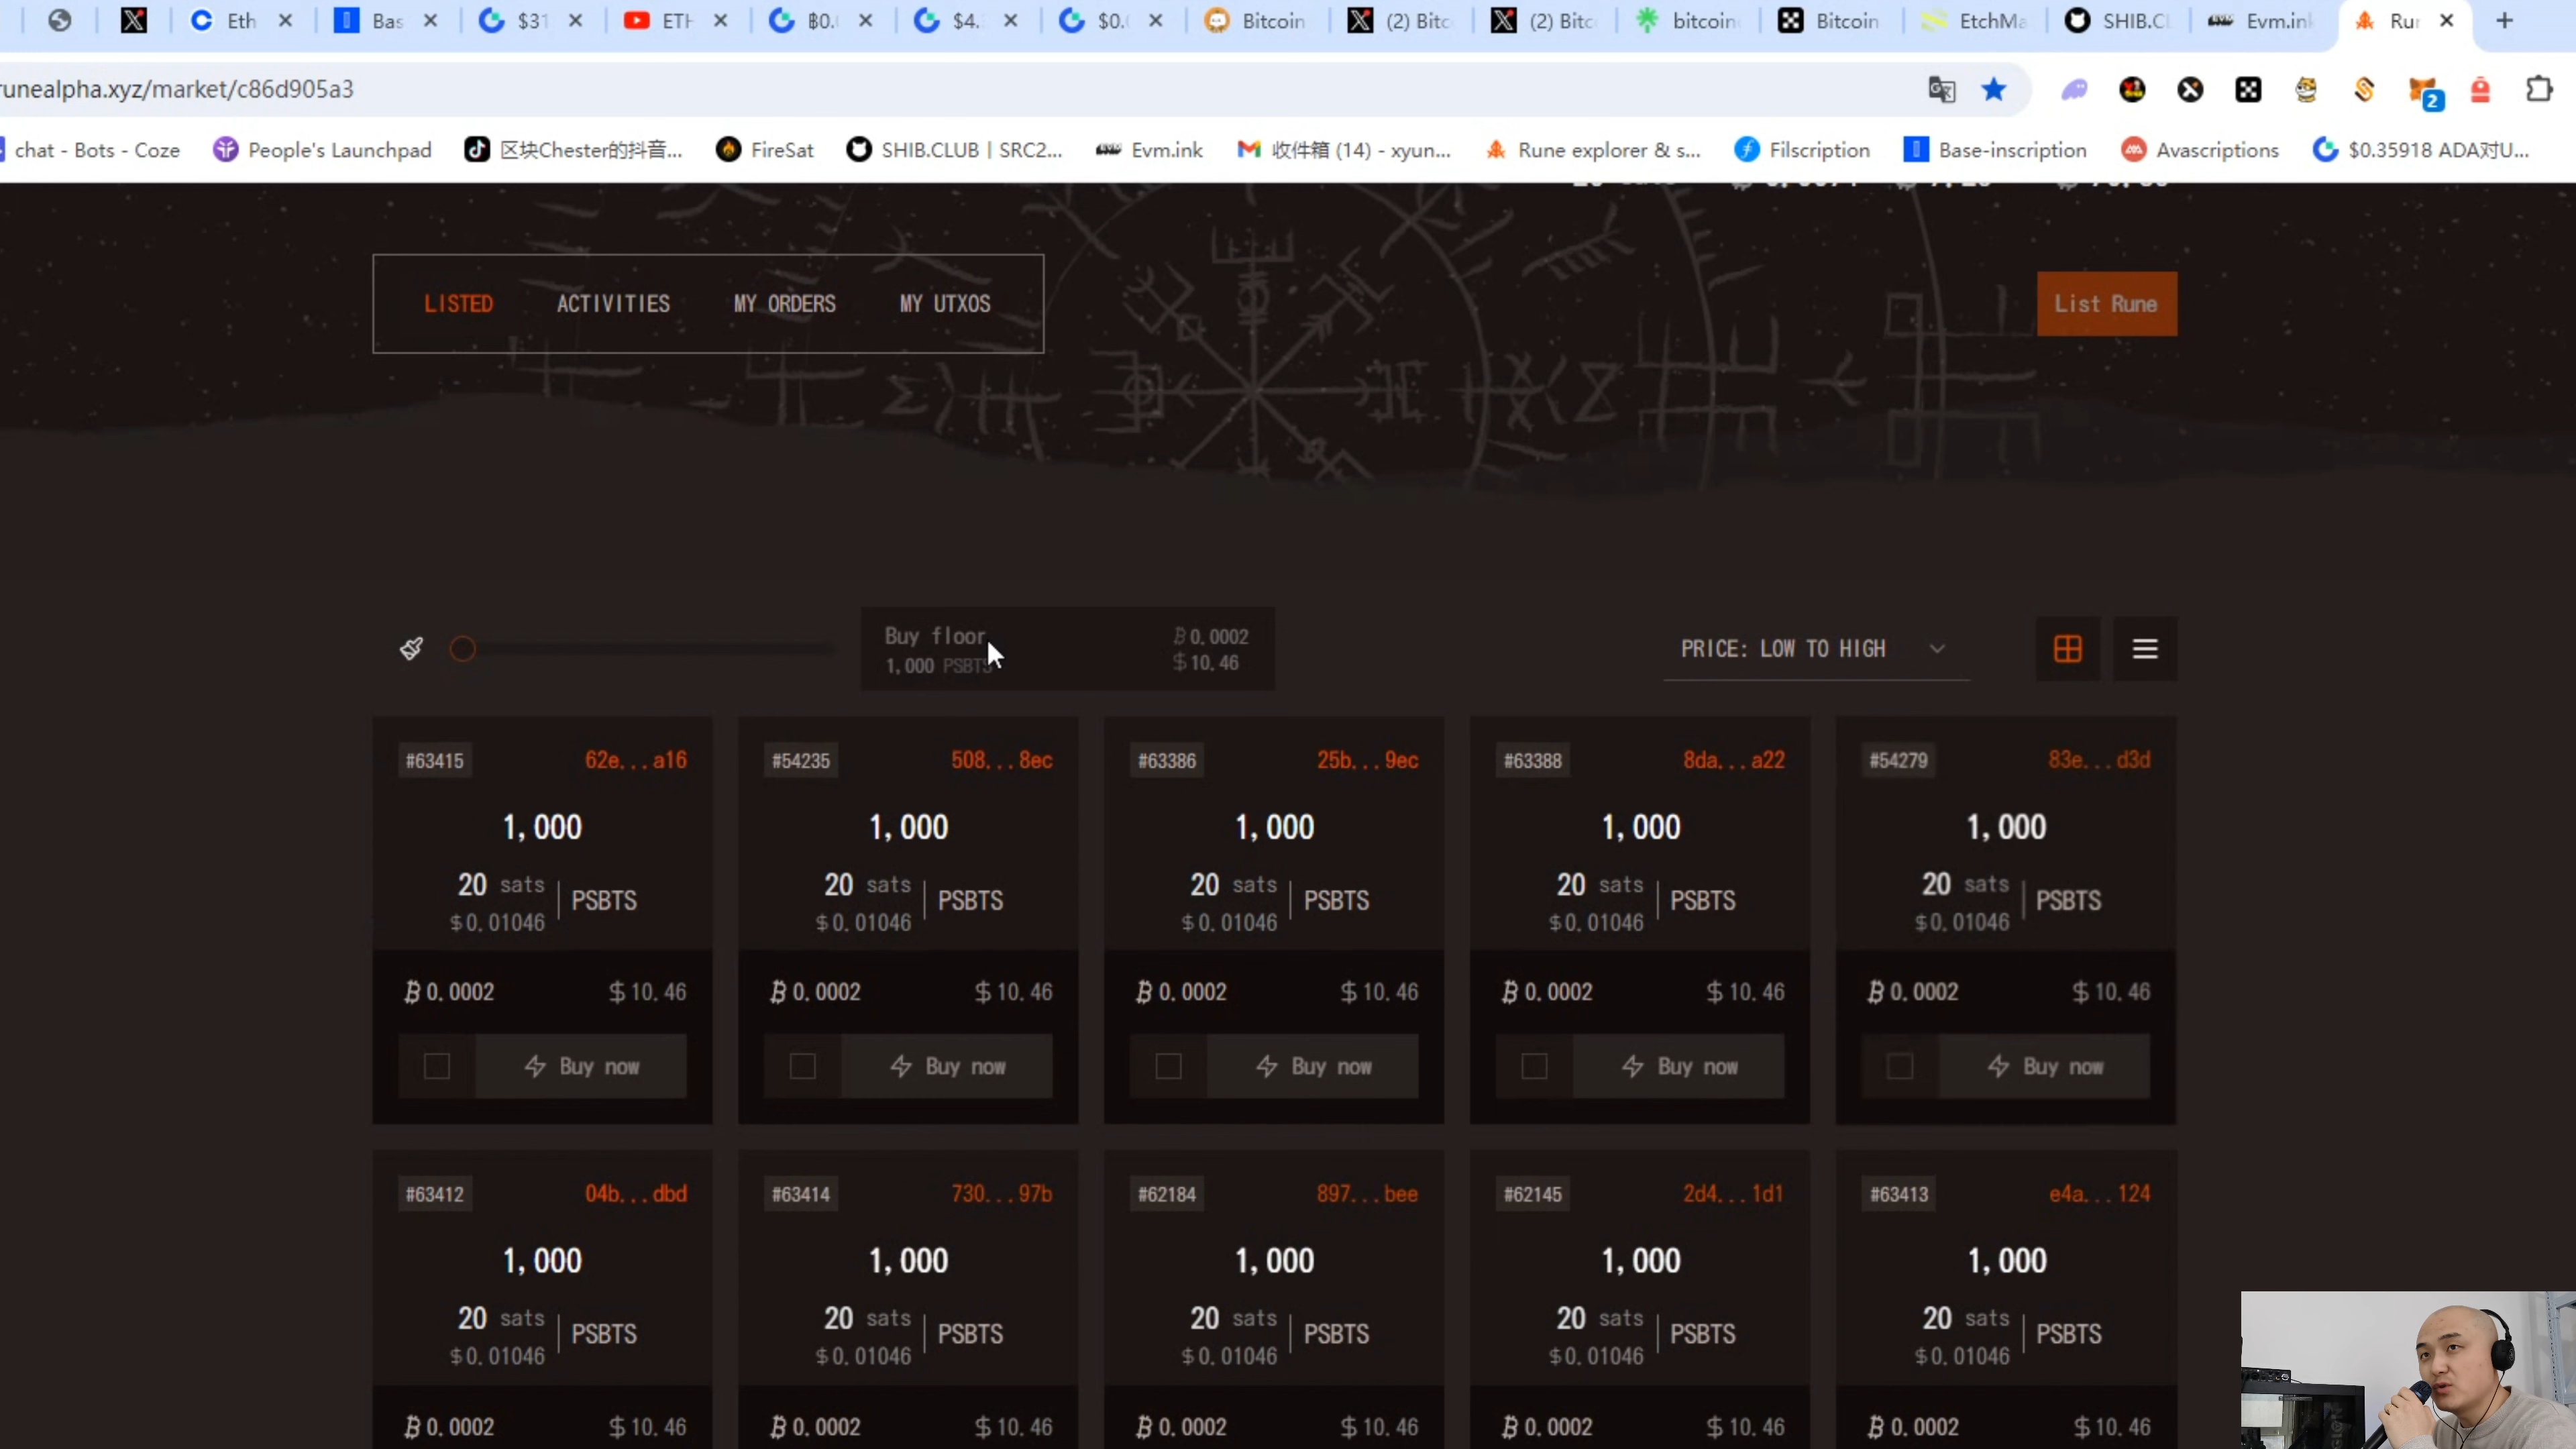 Eth
Bas
$31
ETH
฿0.
$4.
$0.
Bitcoin
(2) Bitc
(2) Bitc
bitcoin
Bitcoin
EtchMa
SHIB.CL
Evm.ink
Run
runealpha.xyz/market/c86d905a3
2
chat - Bots - Coze
People's Launchpad
区块Chester的抖音...
FireSat
SHIB.CLUB | SRC2...
Evm.ink
收件箱 (14) - xyun...
Rune explorer & s...
Filscription
Base-inscription
Avascriptions
$0.35918 ADA对U...
LISTED ACTIVITIES MY ORDERS MY UTXOS
List Rune
Buy floor ₿0.0002
1,000 PSBTS $10.46
PRICE: LOW TO HIGH
#63415 62e...a16
1,000
20 sats
$0.01046
PSBTS
₿0.0002 $10.46
Buy now
#54235 508...8ec
1,000
20 sats
$0.01046
PSBTS
₿0.0002 $10.46
Buy now
#63386 25b...9ec
1,000
20 sats
$0.01046
PSBTS
₿0.0002 $10.46
Buy now
#63388 8da...a22
1,000
20 sats
$0.01046
PSBTS
₿0.0002 $10.46
Buy now
#54279 83e...d3d
1,000
20 sats
$0.01046
PSBTS
₿0.0002 $10.46
Buy now
#63412 04b...dbd
1,000
20 sats
$0.01046
PSBTS
₿0.0002 $10.46
#63414 730...97b
1,000
20 sats
$0.01046
PSBTS
₿0.0002 $10.46
#62184 897...bee
1,000
20 sats
$0.01046
PSBTS
₿0.0002 $10.46
#62145 2d4...1d1
1,000
20 sats
$0.01046
PSBTS
₿0.0002 $10.46
#63413 e4a...124
1,000
20 sats
$0.01046
PSBTS
₿0.0002 $10.46